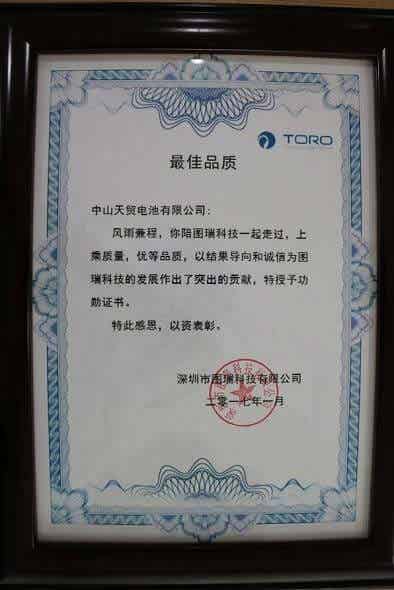 TORO
最佳品质
中山天贸电池有限公司：
风雨兼程，你陪图瑞科技一起走过，上
乘质量，优等品质，以结果导向和诚信为图
瑞科技的发展作出了突出的贡献，特授予功
勋证书。
特此感恩，以资表彰。
深圳市图瑞科技有限公司
二零一七年一月